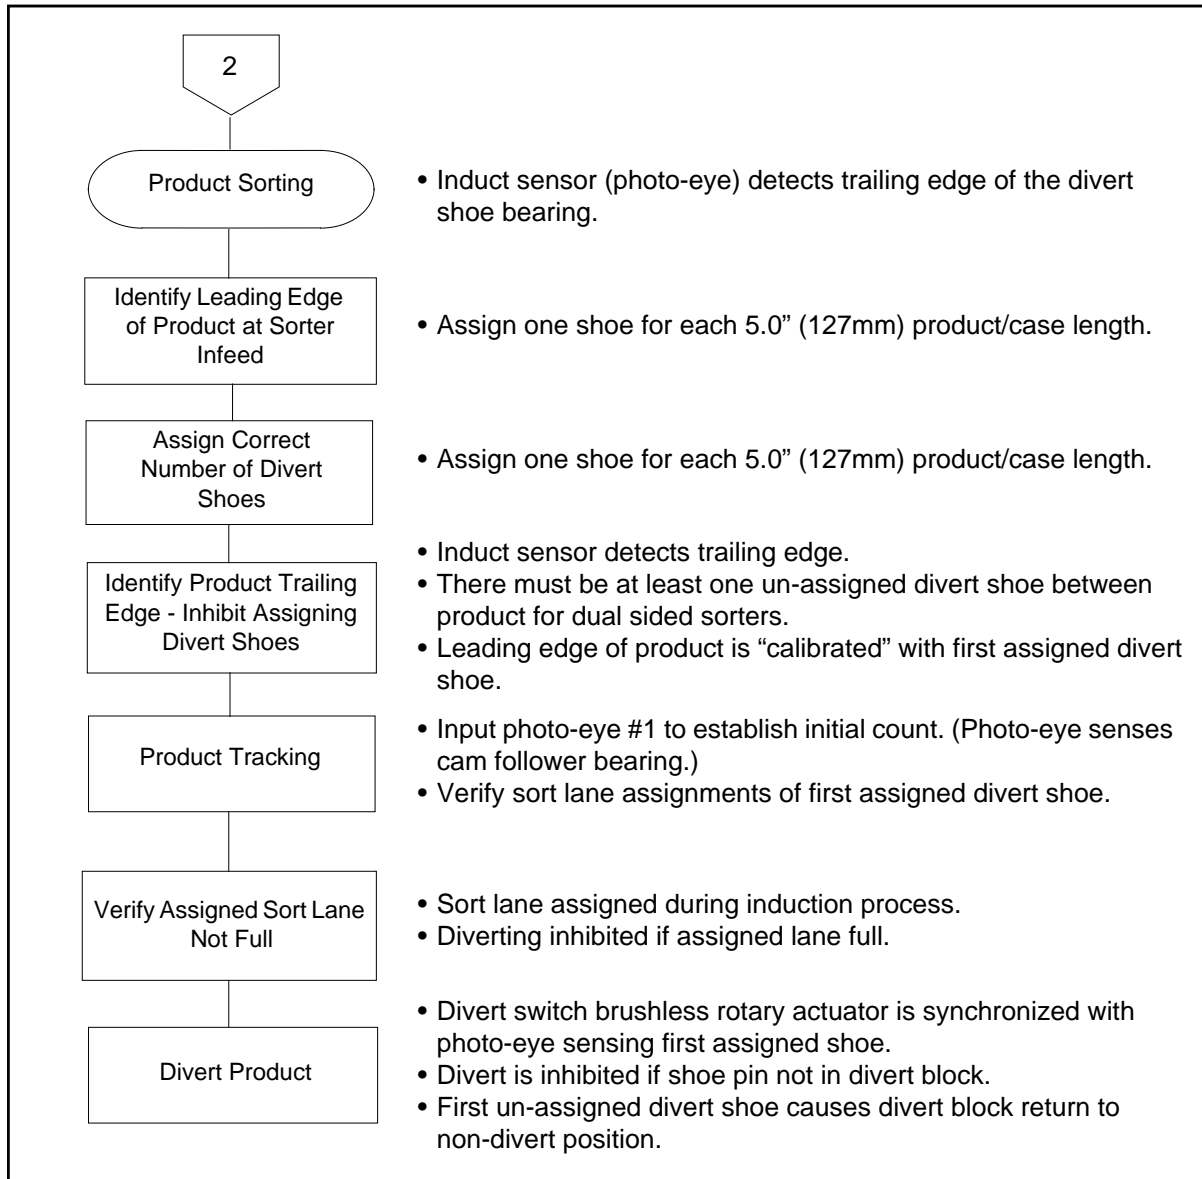 2
Product Sorting
• Induct sensor (photo-eye) detects trailing edge of the divert
shoe bearing.
Identify Leading Edge
of Product at Sorter
Infeed
• Assign one shoe for each 5.0” (127mm) product/case length.
Assign Correct
Number of Divert
Shoes
• Assign one shoe for each 5.0” (127mm) product/case length.
Identify Product Trailing
Edge - Inhibit Assigning
Divert Shoes
• Induct sensor detects trailing edge.
• There must be at least one un-assigned divert shoe between
product for dual sided sorters.
• Leading edge of product is “calibrated” with first assigned divert
shoe.
Product Tracking
• Input photo-eye #1 to establish initial count. (Photo-eye senses
cam follower bearing.)
• Verify sort lane assignments of first assigned divert shoe.
Verify Assigned Sort Lane
Not Full
• Sort lane assigned during induction process.
• Diverting inhibited if assigned lane full.
Divert Product
• Divert switch brushless rotary actuator is synchronized with
photo-eye sensing first assigned shoe.
• Divert is inhibited if shoe pin not in divert block.
• First un-assigned divert shoe causes divert block return to
non-divert position.